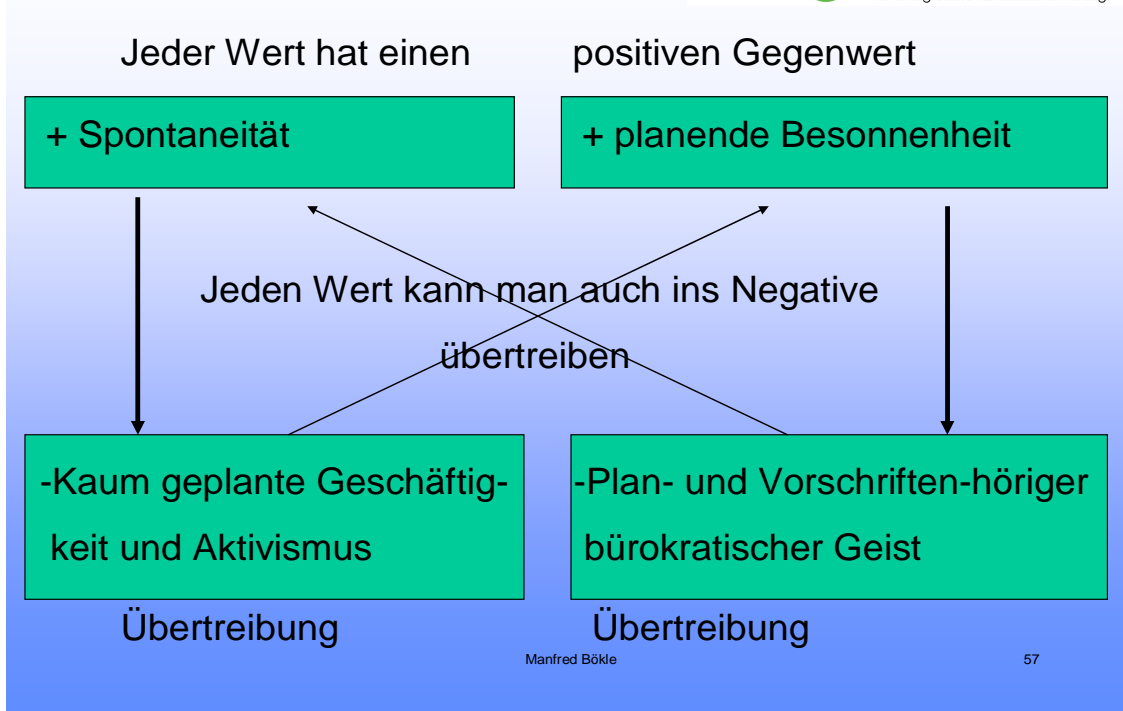 Jeder Wert hat einen positiven Gegenwert
+ Spontaneität
+ planende Besonnenheit
Jeden Wert kann man auch ins Negative
übertreiben
-Kaum geplante Geschäftig-
keit und Aktivismus
-Plan- und Vorschriften-höriger
bürokratischer Geist
Übertreibung
Übertreibung
Manfred Bökle
57